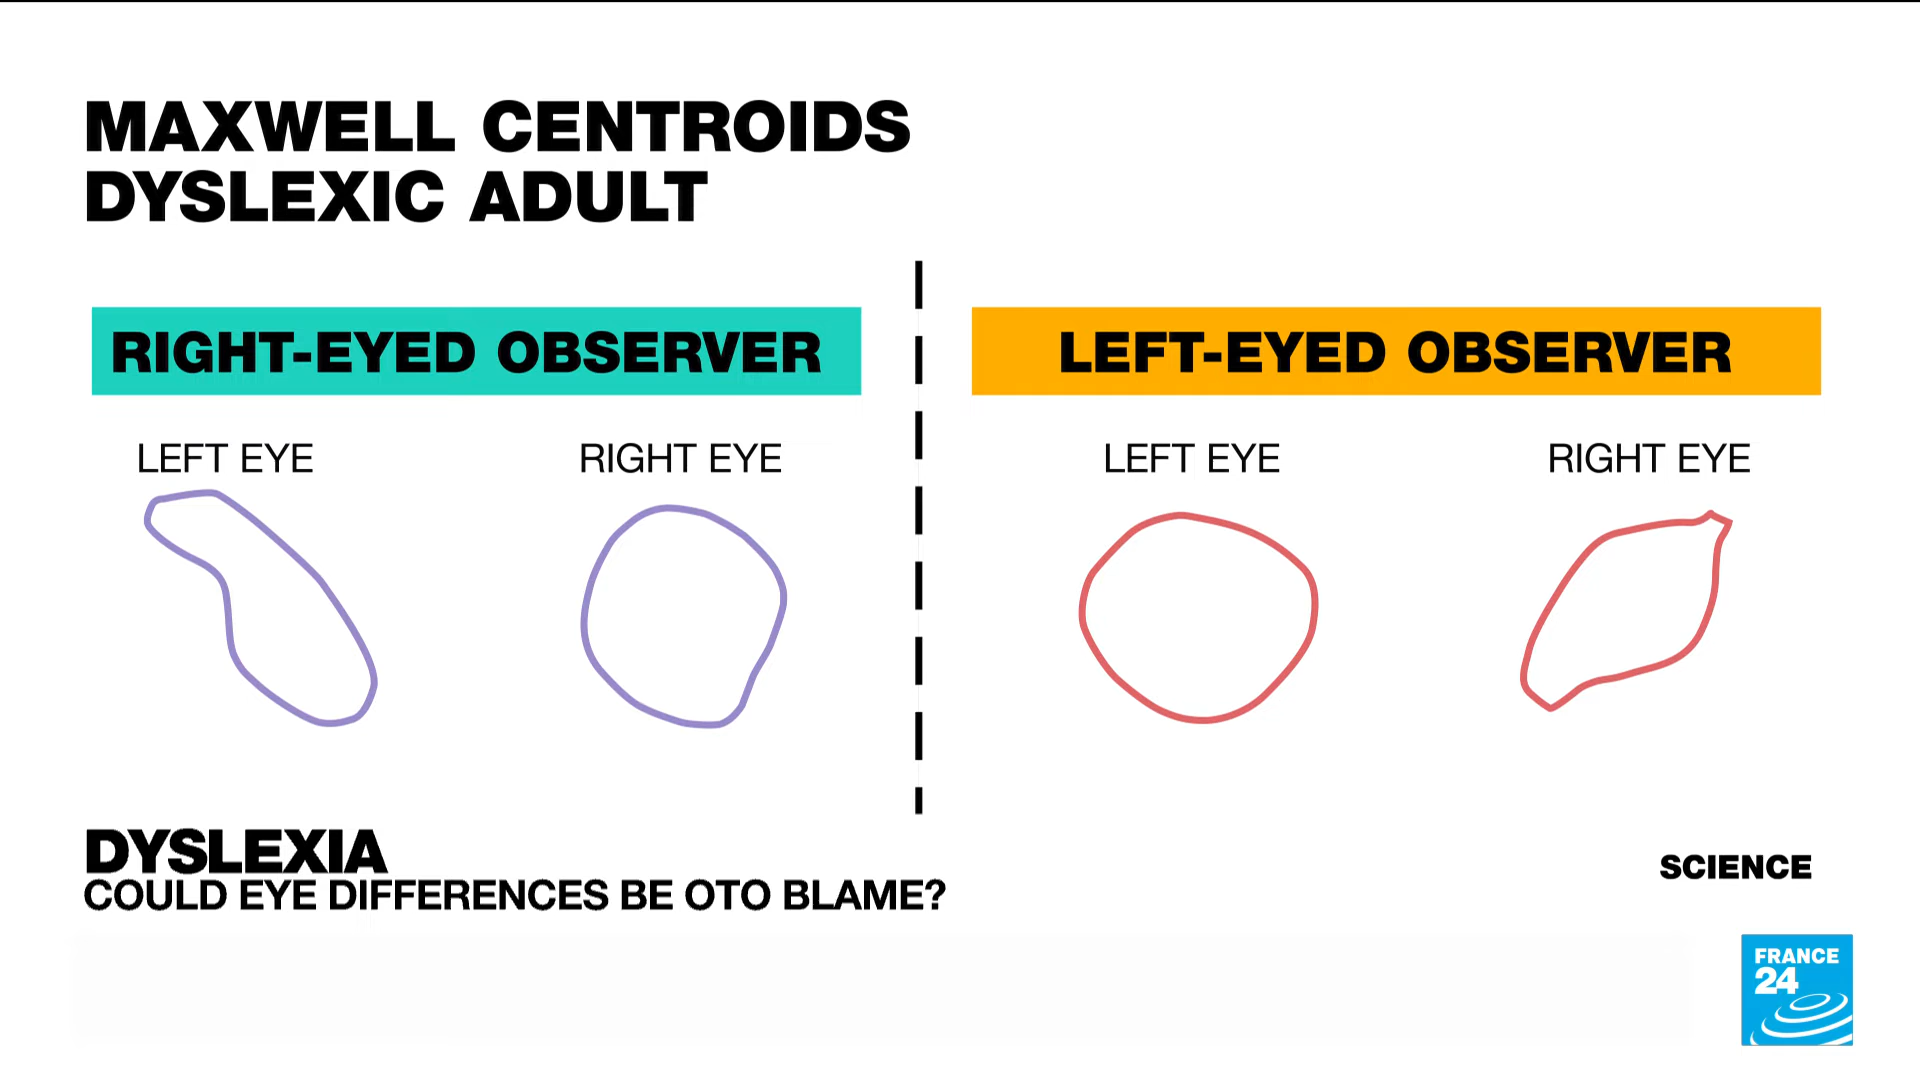 MAXWELL CENTROIDS
DYSLEXIC ADULT
RIGHT-EYED OBSERVER
LEFT EYE
RIGHT EYE
LEFT-EYED OBSERVER
LEFT EYE
RIGHT EYE
DYSLEXIA
COULD EYE DIFFERENCES BE OTO BLAME?
SCIENCE
FRANCE
24